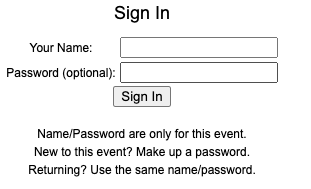 Sign In
Your Name:
Password (optional):
Sign In
Name/Password are only for this event.
New to this event? Make up a password.
Returning? Use the same name/password.